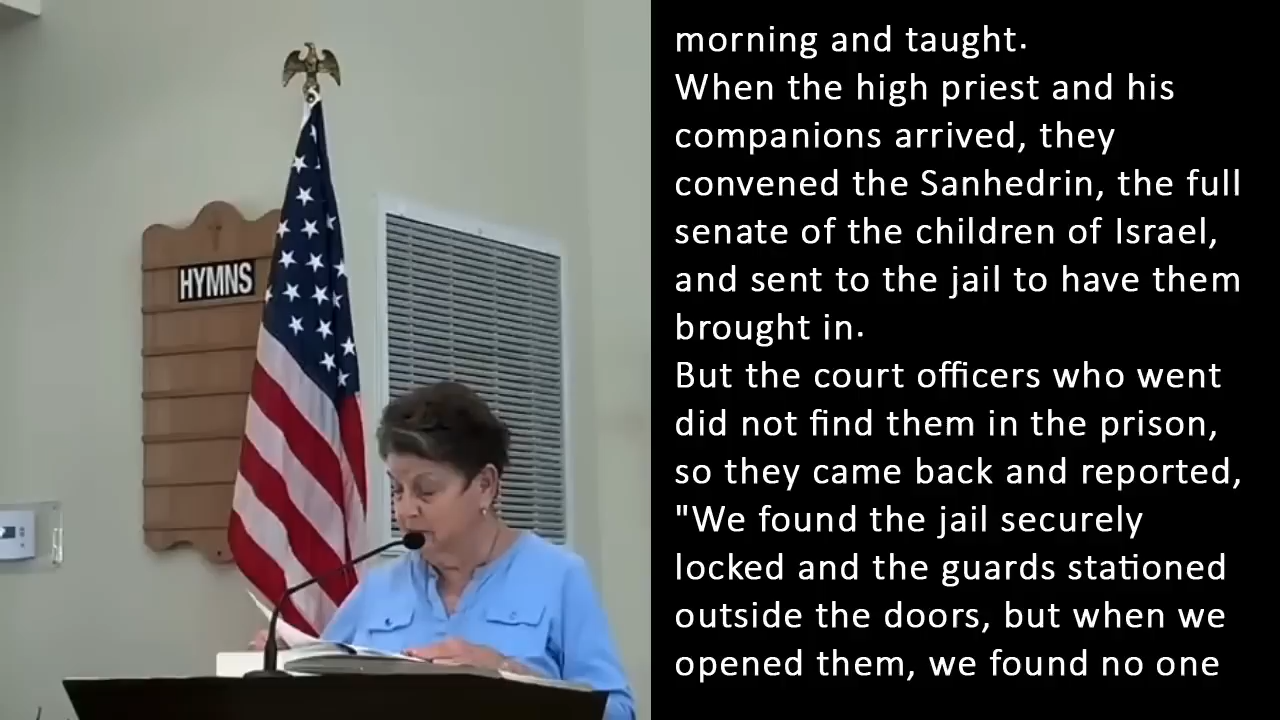 HYMNS
morning and taught.
When the high priest and his
companions arrived, they
convened the Sanhedrin, the full
senate of the children of Israel,
and sent to the jail to have them
brought in.
But the court officers who went
did not find them in the prison,
so they came back and reported,
"We found the jail securely
locked and the guards stationed
outside the doors, but when we
opened them, we found no one